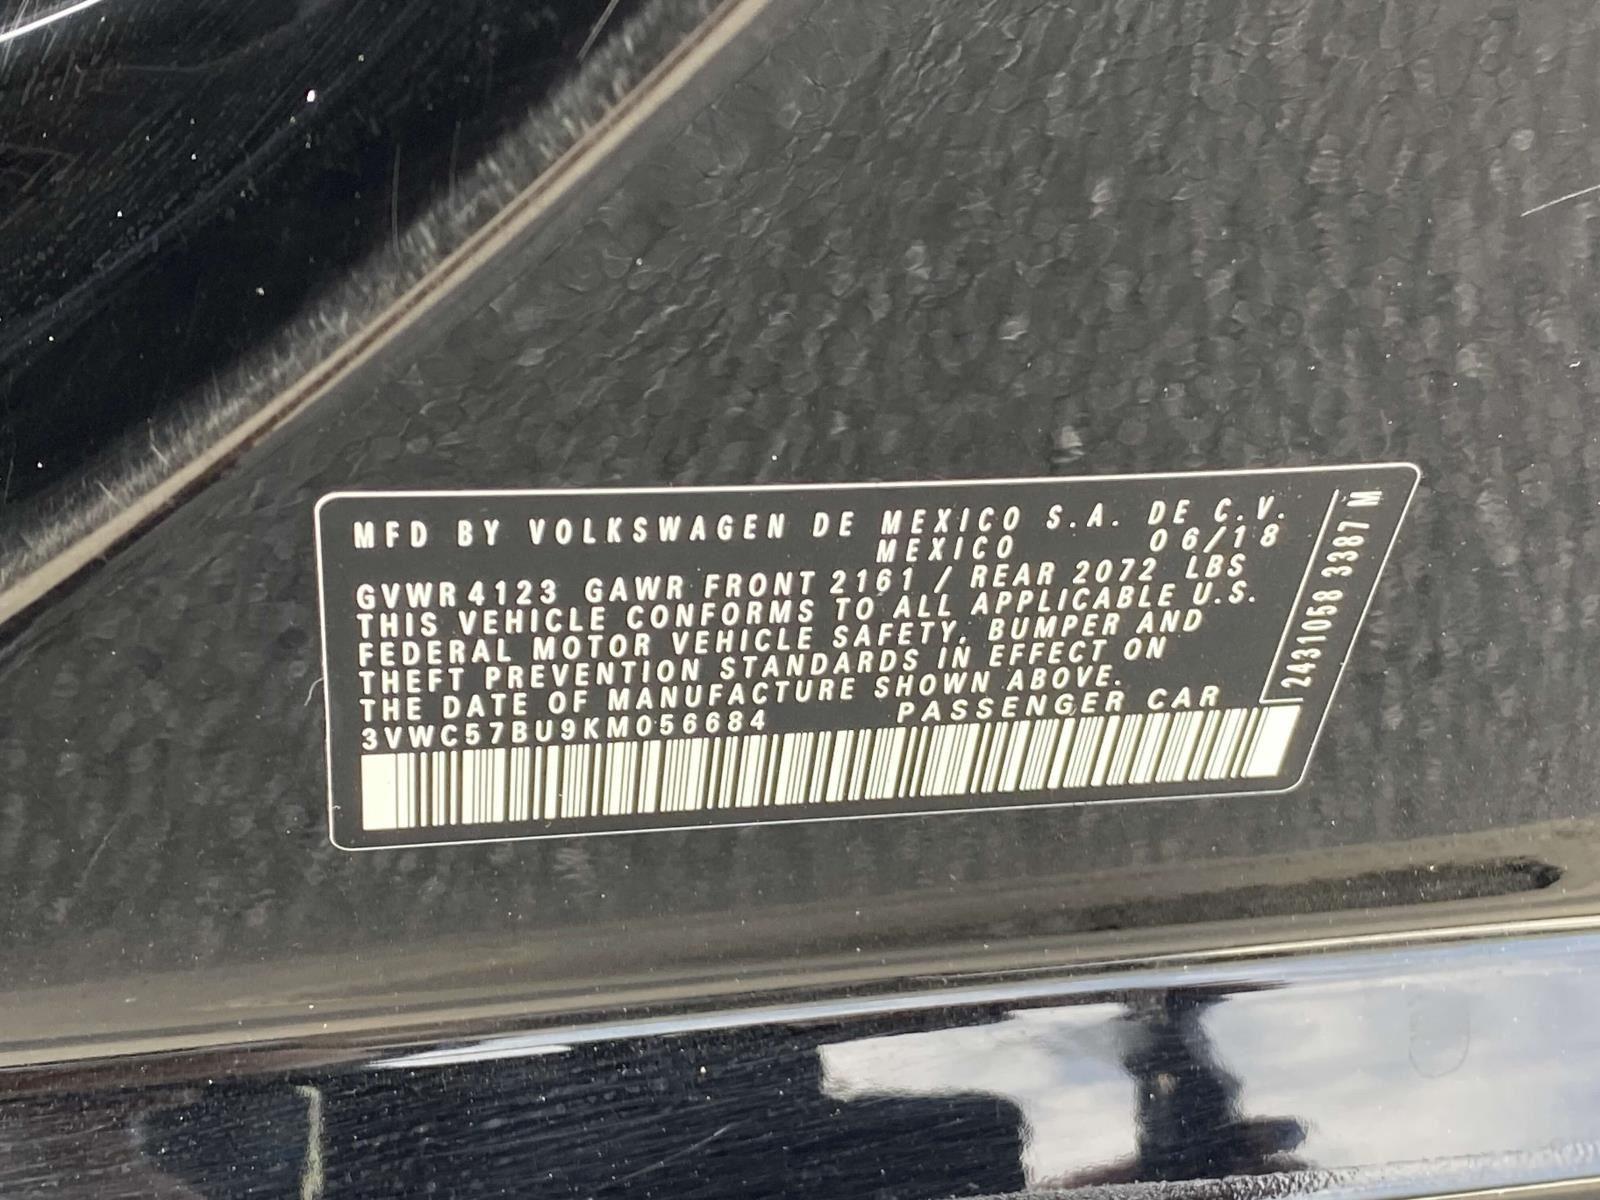 MFD BY VOLKSWAGEN DE MEXICO S.A. DE C.V.
MEXICO 06/18
GVWR 4123 GAWR FRONT 2161 / REAR 2072 LBS
THIS VEHICLE CONFORMS TO ALL APPLICABLE U.S.
FEDERAL MOTOR VEHICLE SAFETY, BUMPER AND
THEFT PREVENTION STANDARDS IN EFFECT ON
THE DATE OF MANUFACTURE SHOWN ABOVE.
3VWC57BU9KM056684 PASSENGER CAR
2431058 3387 M